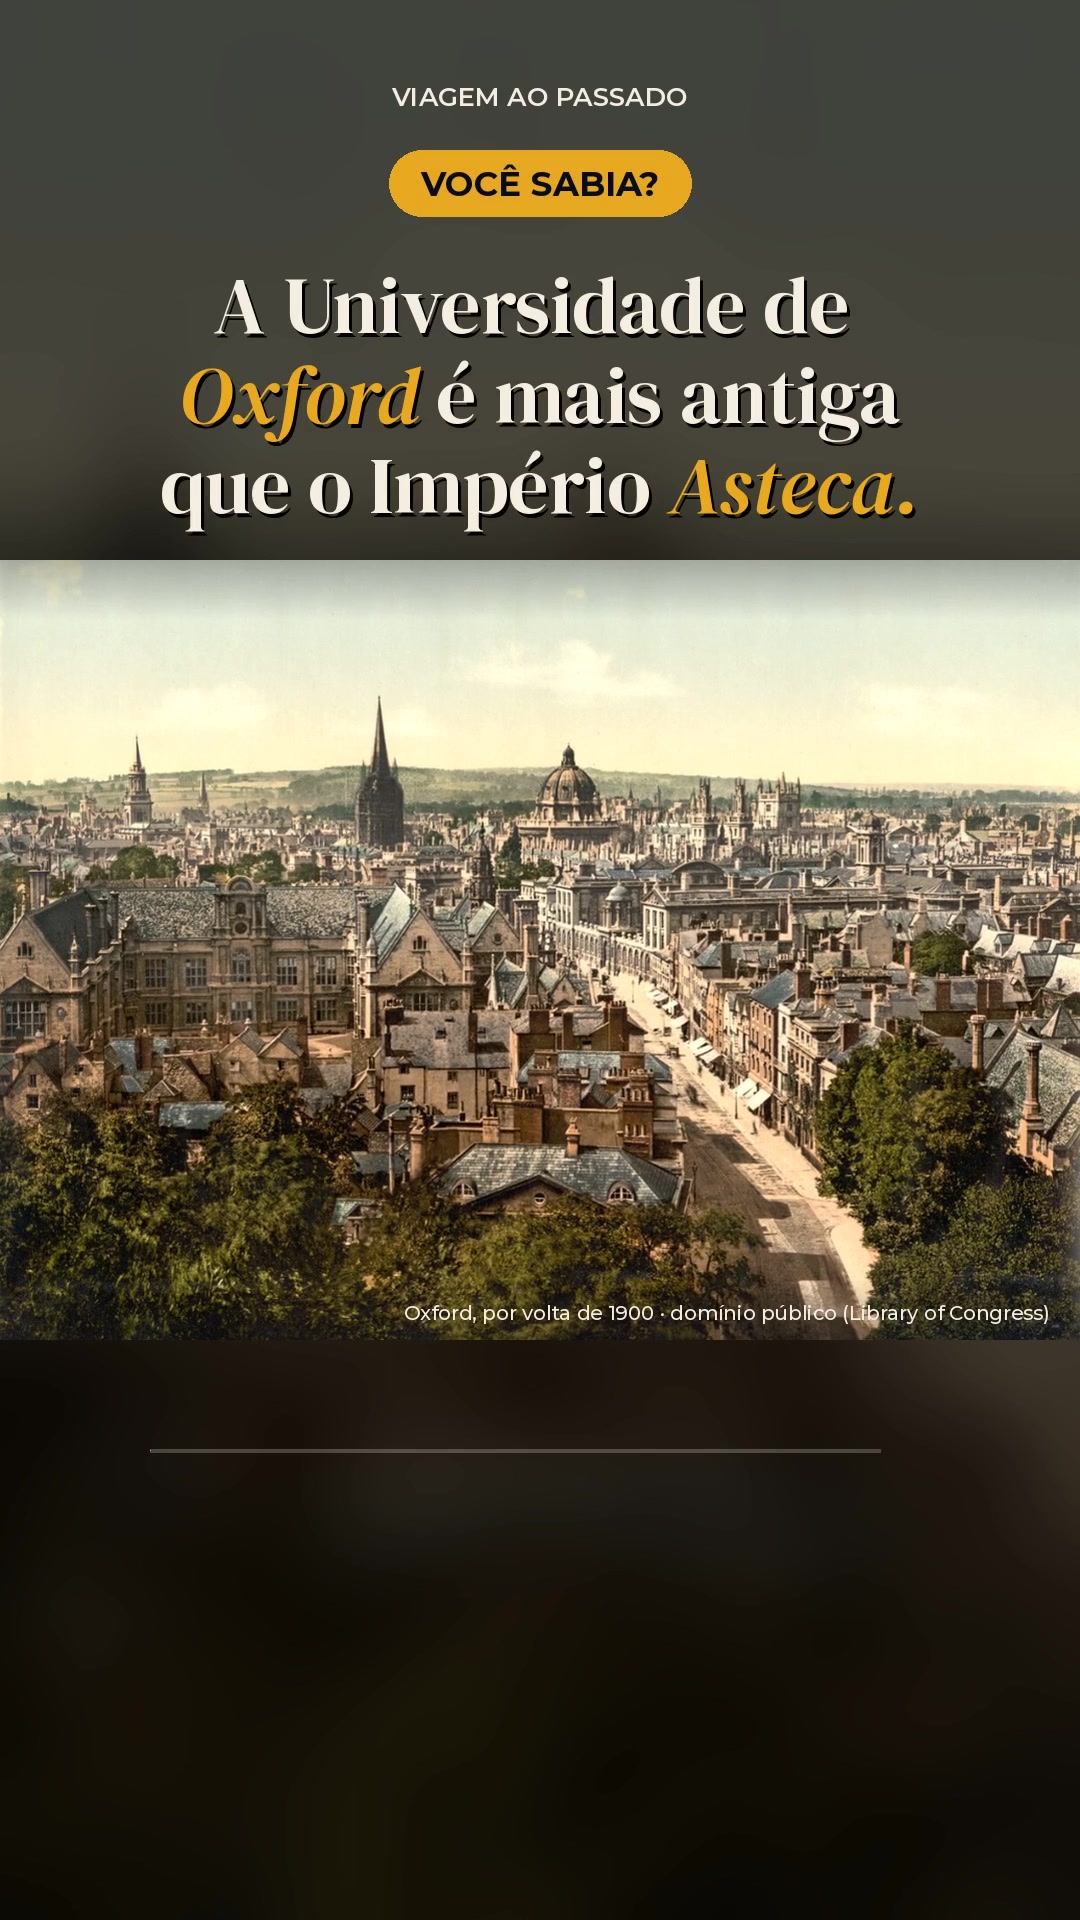 VIAGEM AO PASSADO
VOCÊ SABIA?
A Universidade de
Oxford é mais antiga
que o Império Asteca.
Oxford, por volta de 1900 · domínio público (Library of Congress)